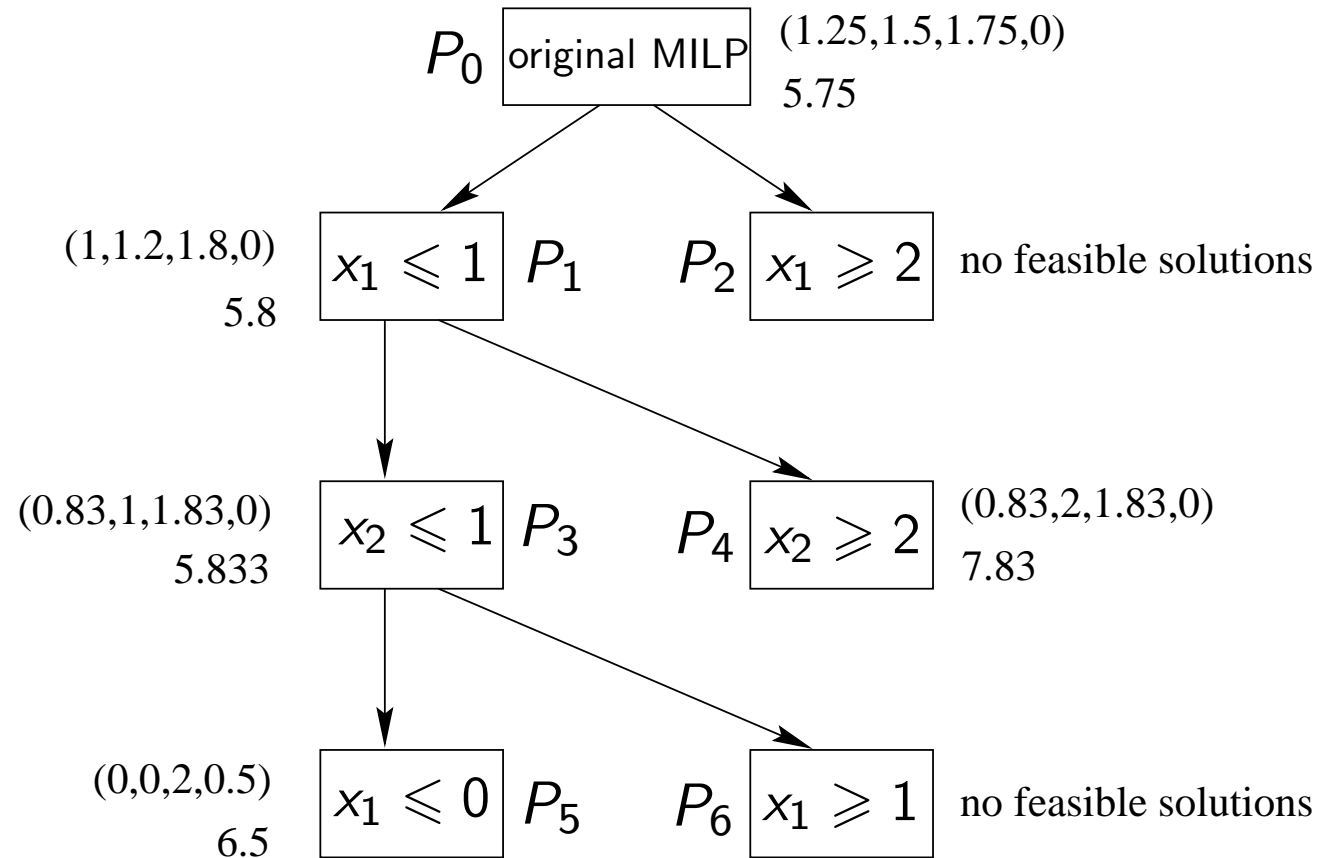 P₀ original MILP (1.25,1.5,1.75,0)
5.75
(1,1.2,1.8,0)
5.8
x₁ ⩽ 1 P₁
P₂ x₁ ⩾ 2 no feasible solutions
(0.83,1,1.83,0)
5.833
x₂ ⩽ 1 P₃
P₄ x₂ ⩾ 2
(0.83,2,1.83,0)
7.83
(0,0,2,0.5)
6.5
x₁ ⩽ 0 P₅
P₆ x₁ ⩾ 1 no feasible solutions